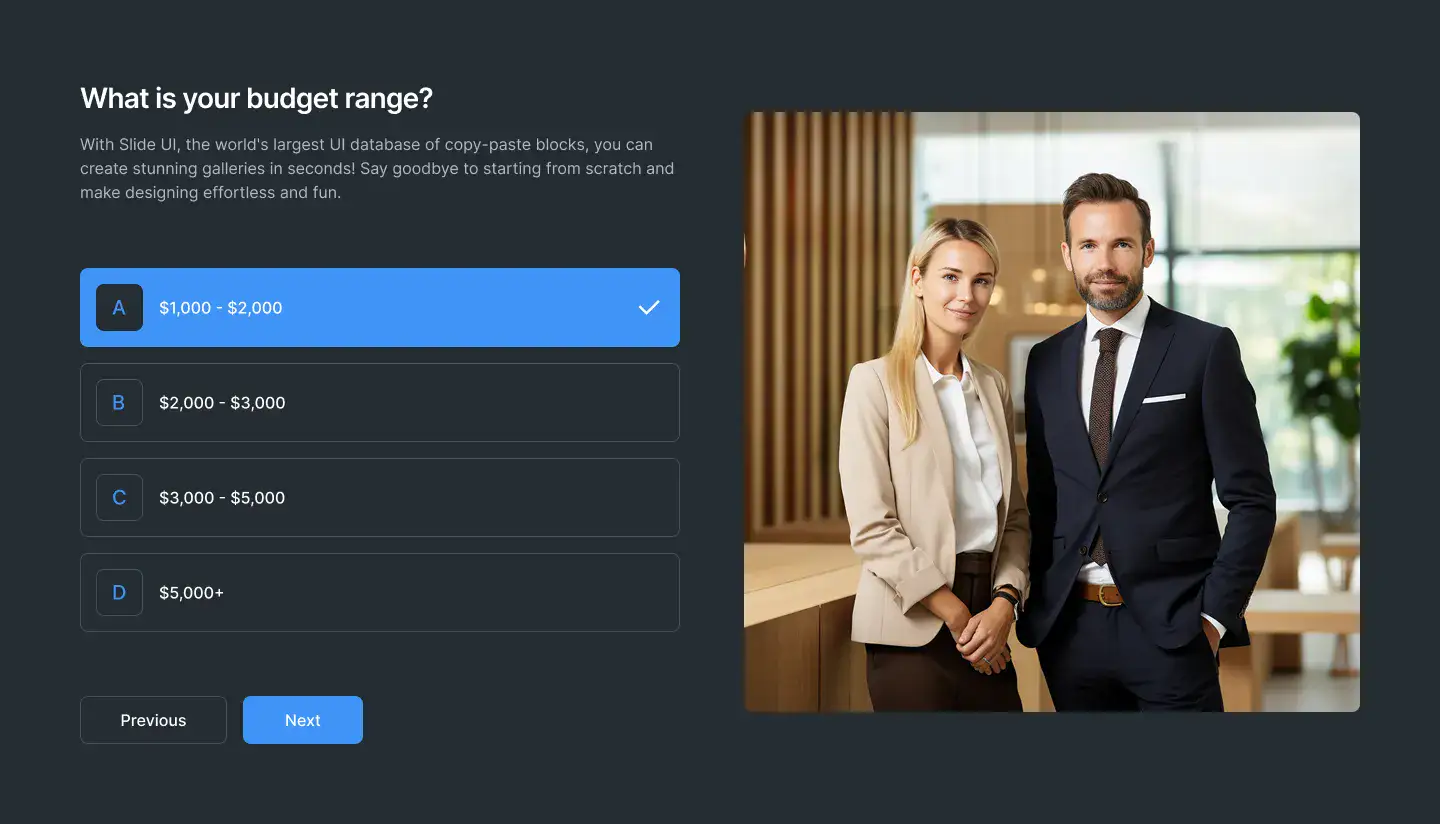 What is your budget range?
With Slide UI, the world's largest UI database of copy-paste blocks, you can
create stunning galleries in seconds! Say goodbye to starting from scratch and
make designing effortless and fun.
A
$1,000 - $2,000
B
$2,000 - $3,000
C
$3,000 - $5,000
D
$5,000+
Previous
Next